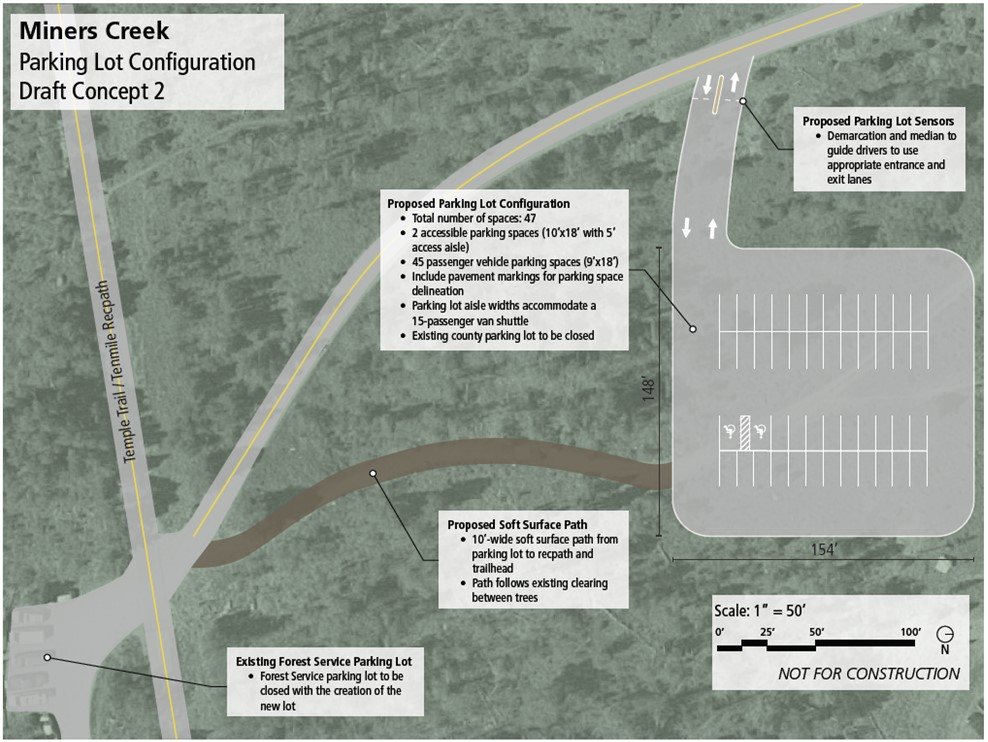 Miners Creek
Parking Lot Configuration
Draft Concept 2
Proposed Parking Lot Sensors
• Demarcation and median to
guide drivers to use
appropriate entrance and
exit lanes
Proposed Parking Lot Configuration
• Total number of spaces: 47
• 2 accessible parking spaces (10'x18' with 5'
access aisle)
• 45 passenger vehicle parking spaces (9'x18')
• Include pavement markings for parking space
delineation
• Parking lot aisle widths accommodate a
15-passenger van shuttle
• Existing county parking lot to be closed
Temple Trail / Tenmile Recpath
148'
154'
Proposed Soft Surface Path
• 10'-wide soft surface path from
parking lot to recpath and
trailhead
• Path follows existing clearing
between trees
Existing Forest Service Parking Lot
• Forest Service parking lot to be
closed with the creation of the
new lot
Scale: 1" = 50'
0' 25' 50' 100'
N
NOT FOR CONSTRUCTION